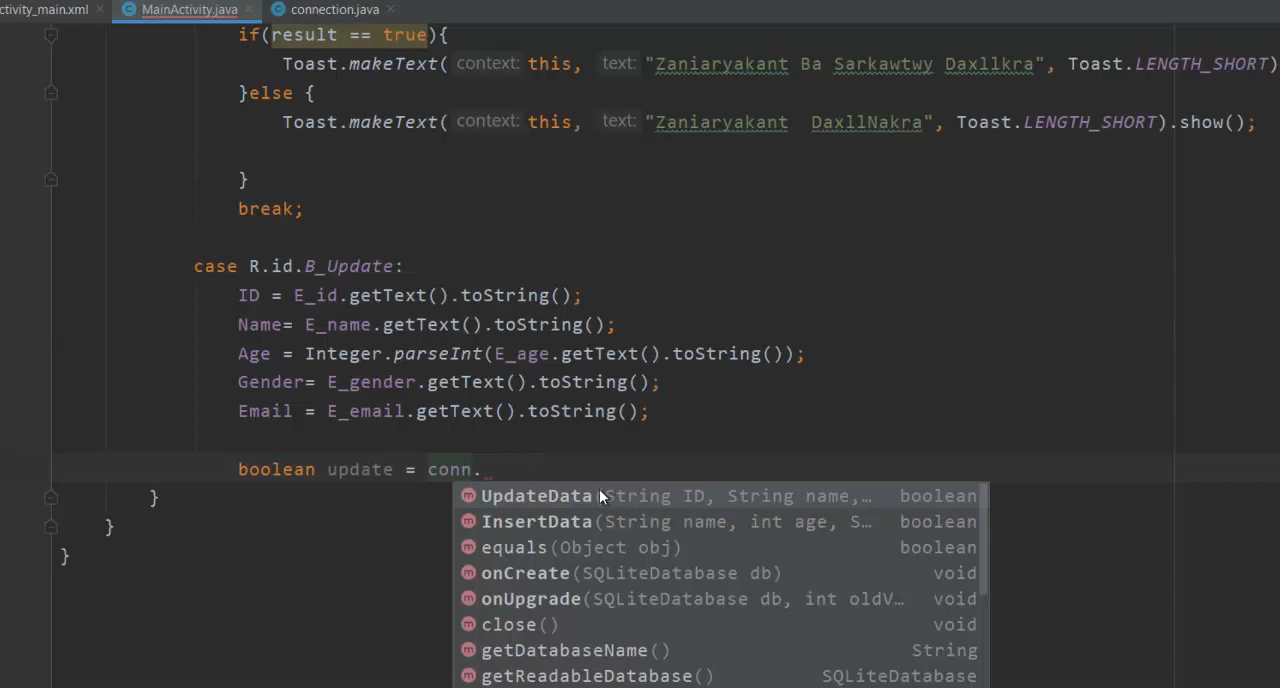 ctivity_main.xml MainActivity.java connection.java
if(result == true){
Toast.makeText( context: this, text: "Zaniaryakant Ba Sarkawtwy Daxllkra", Toast.LENGTH_SHORT)
}else {
Toast.makeText( context: this, text: "Zaniaryakant  DaxllNakra", Toast.LENGTH_SHORT).show();
}
break;
case R.id.B_Update:
ID = E_id.getText().toString();
Name= E_name.getText().toString();
Age = Integer.parseInt(E_age.getText().toString());
Gender= E_gender.getText().toString();
Email = E_email.getText().toString();
boolean update = conn.
UpdateData(String ID, String name,… boolean
}
InsertData(String name, int age, S… boolean
}
equals(Object obj) boolean
}
onCreate(SQLiteDatabase db) void
onUpgrade(SQLiteDatabase db, int oldV… void
close() void
getDatabaseName() String
getReadableDatabase() SQLiteDatabase